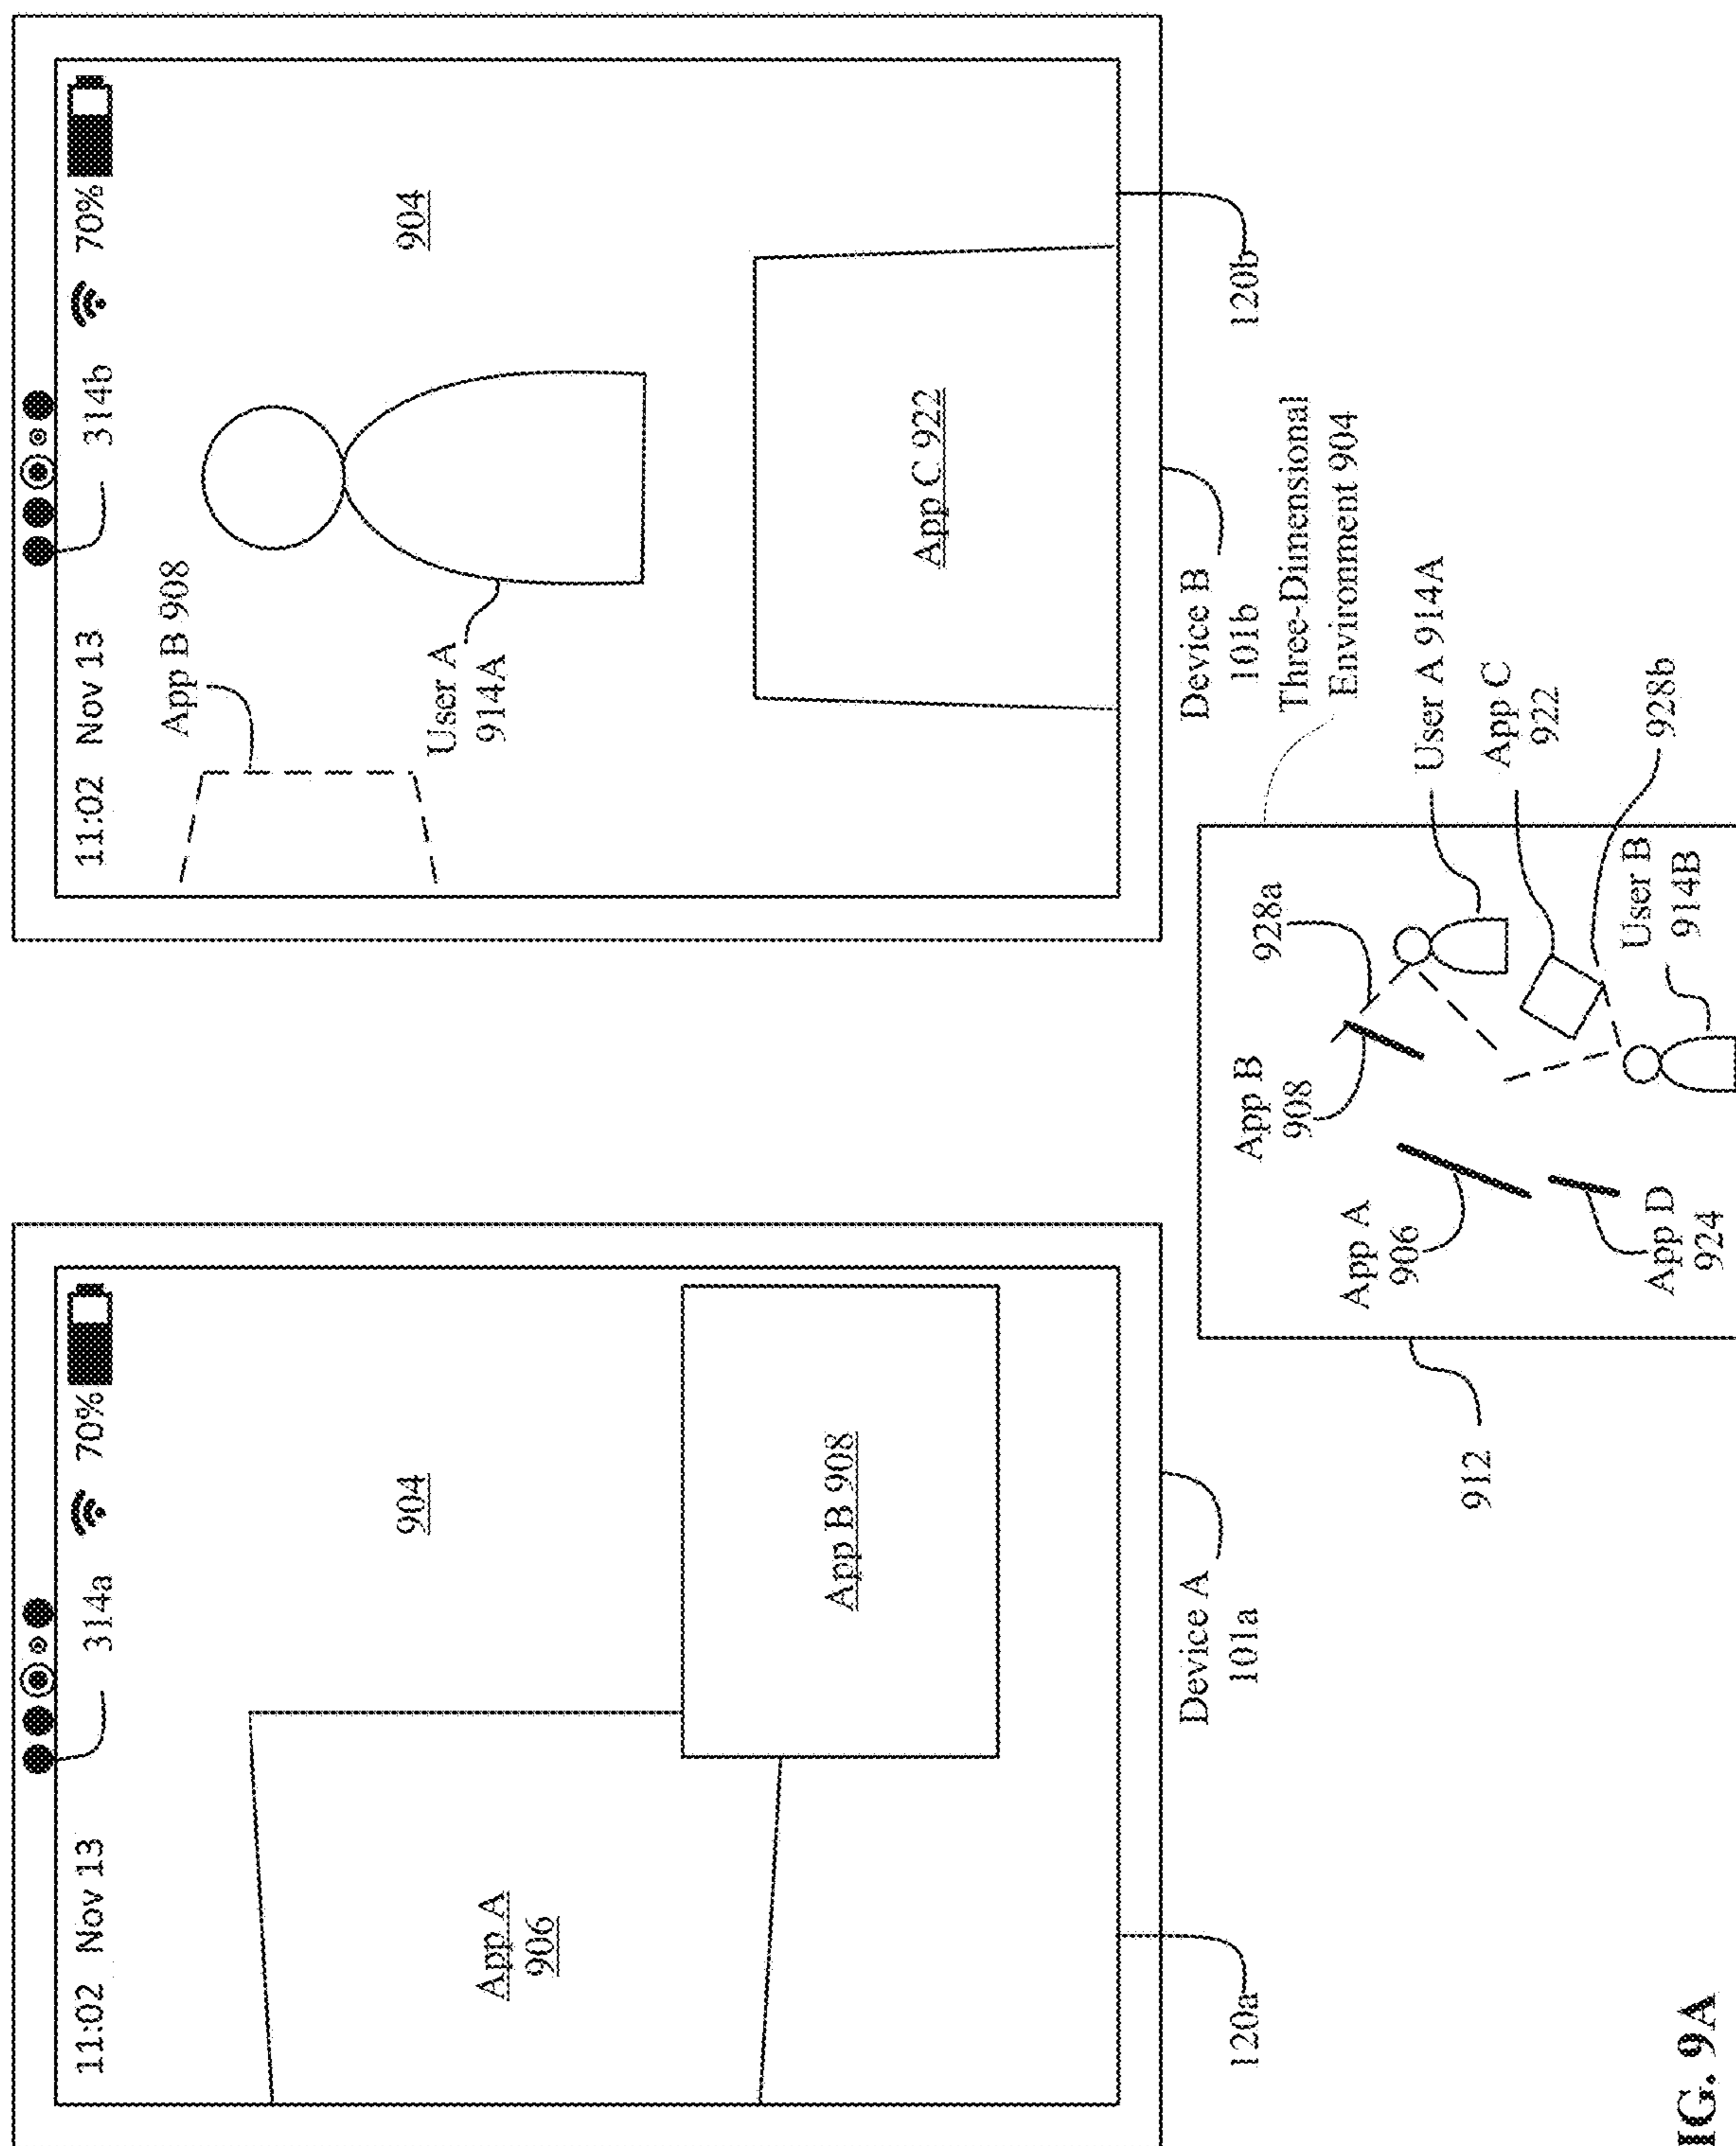 11:02 Nov 13
314a
70%
904
App A
906
App B 908
120a
Device A
101a
11:02 Nov 13
314b
70%
App B 908
904
User A
914A
App C 922
Device B
101b
120b
Three-Dimensional
Environment 904
912
App B
908
928a
User A 914A
App A
906
App C
922
App D
924
User B
914B
928b
IG. 9A